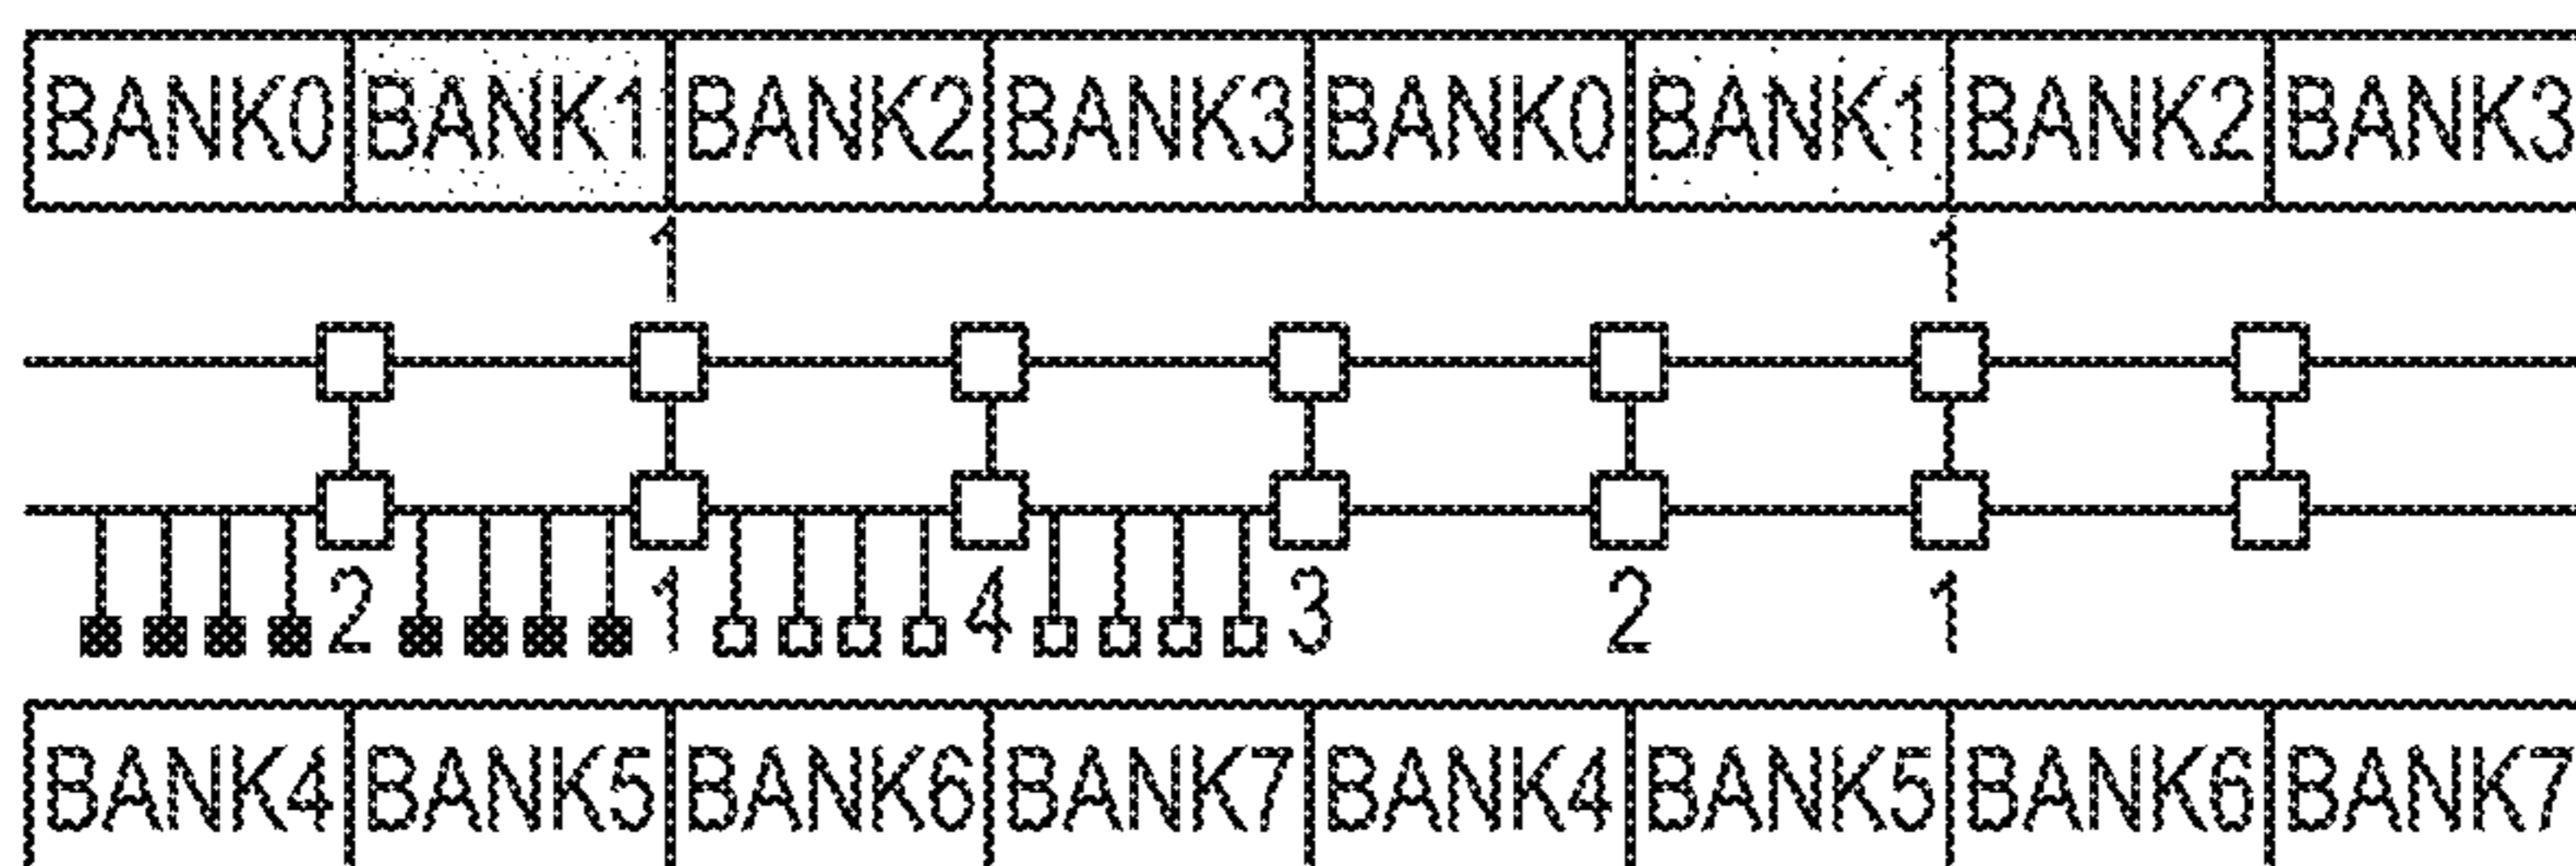 BANK0 BANK1 BANK2 BANK3 BANK0 BANK1 BANK2 BANK3
1 1
2 1 4 3 2 1
BANK4 BANK5 BANK6 BANK7 BANK4 BANK5 BANK6 BANK7